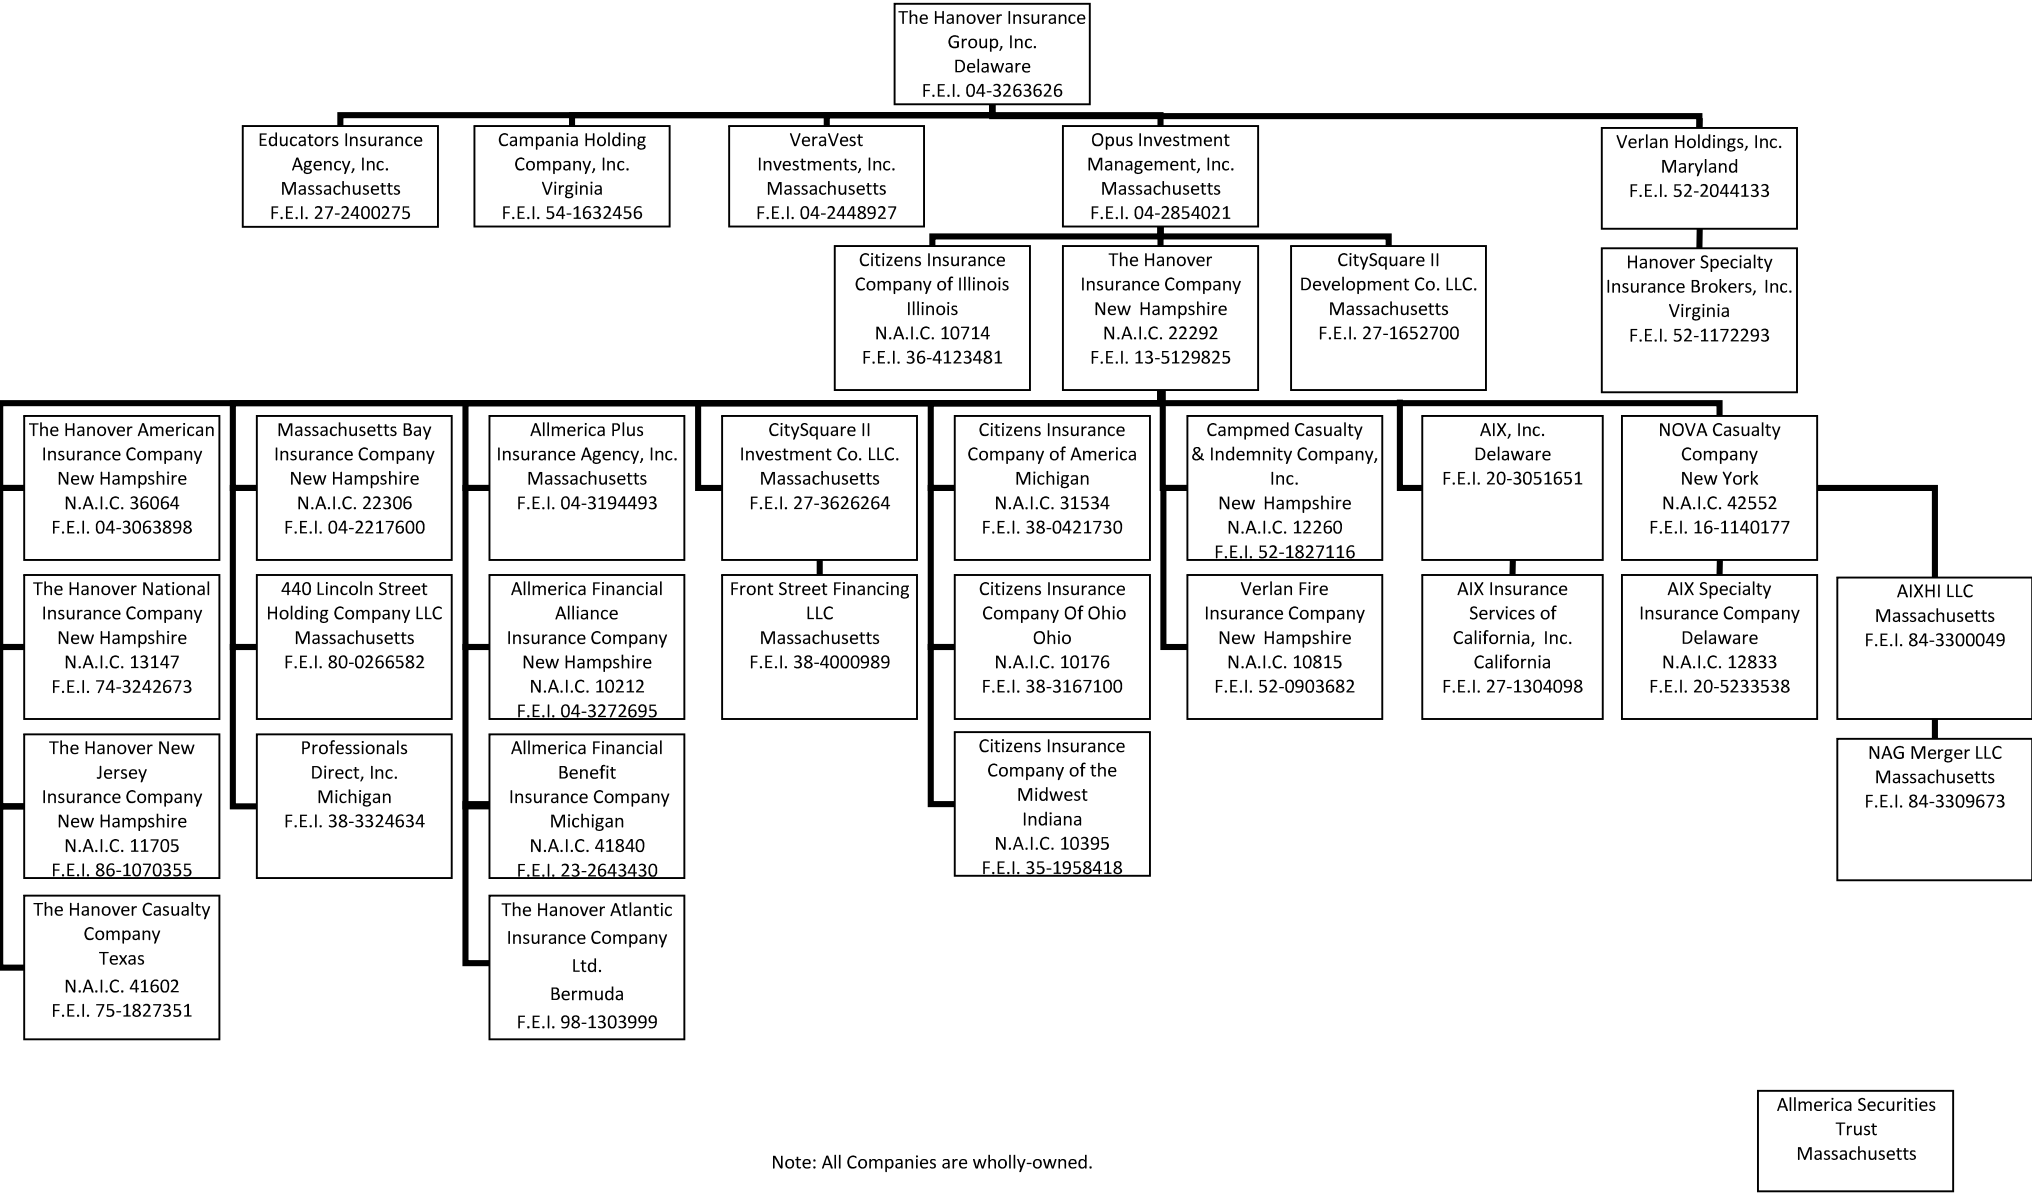 The Hanover Insurance
Group, Inc.
Delaware
F.E.I. 04-3263626
Educators Insurance
Agency, Inc.
Massachusetts
F.E.I. 27-2400275
Campania Holding
Company, Inc.
Virginia
F.E.I. 54-1632456
VeraVest
Investments, Inc.
Massachusetts
F.E.I. 04-2448927
Opus Investment
Management, Inc.
Massachusetts
F.E.I. 04-2854021
Verlan Holdings, Inc.
Maryland
F.E.I. 52-2044133
Citizens Insurance
Company of Illinois
Illinois
N.A.I.C. 10714
F.E.I. 36-4123481
The Hanover
Insurance Company
New Hampshire
N.A.I.C. 22292
F.E.I. 13-5129825
CitySquare II
Development Co. LLC.
Massachusetts
F.E.I. 27-1652700
Hanover Specialty
Insurance Brokers, Inc.
Virginia
F.E.I. 52-1172293
The Hanover American
Insurance Company
New Hampshire
N.A.I.C. 36064
F.E.I. 04-3063898
Massachusetts Bay
Insurance Company
New Hampshire
N.A.I.C. 22306
F.E.I. 04-2217600
Allmerica Plus
Insurance Agency, Inc.
Massachusetts
F.E.I. 04-3194493
CitySquare II
Investment Co. LLC.
Massachusetts
F.E.I. 27-3626264
Citizens Insurance
Company of America
Michigan
N.A.I.C. 31534
F.E.I. 38-0421730
Campmed Casualty
& Indemnity Company,
Inc.
New Hampshire
N.A.I.C. 12260
F.E.I. 52-1827116
AIX, Inc.
Delaware
F.E.I. 20-3051651
NOVA Casualty
Company
New York
N.A.I.C. 42552
F.E.I. 16-1140177
The Hanover National
Insurance Company
New Hampshire
N.A.I.C. 13147
F.E.I. 74-3242673
440 Lincoln Street
Holding Company LLC
Massachusetts
F.E.I. 80-0266582
Allmerica Financial
Alliance
Insurance Company
New Hampshire
N.A.I.C. 10212
F.E.I. 04-3272695
Front Street Financing
LLC
Massachusetts
F.E.I. 38-4000989
Citizens Insurance
Company Of Ohio
Ohio
N.A.I.C. 10176
F.E.I. 38-3167100
Verlan Fire
Insurance Company
New Hampshire
N.A.I.C. 10815
F.E.I. 52-0903682
AIX Insurance
Services of
California, Inc.
California
F.E.I. 27-1304098
AIX Specialty
Insurance Company
Delaware
N.A.I.C. 12833
F.E.I. 20-5233538
AIXHI LLC
Massachusetts
F.E.I. 84-3300049
The Hanover New
Jersey
Insurance Company
New Hampshire
N.A.I.C. 11705
F.E.I. 86-1070355
Professionals
Direct, Inc.
Michigan
F.E.I. 38-3324634
Allmerica Financial
Benefit
Insurance Company
Michigan
N.A.I.C. 41840
F.E.I. 23-2643430
Citizens Insurance
Company of the
Midwest
Indiana
N.A.I.C. 10395
F.E.I. 35-1958418
NAG Merger LLC
Massachusetts
F.E.I. 84-3309673
The Hanover Casualty
Company
Texas
N.A.I.C. 41602
F.E.I. 75-1827351
The Hanover Atlantic
Insurance Company
Ltd.
Bermuda
F.E.I. 98-1303999
Allmerica Securities
Trust
Massachusetts
Note: All Companies are wholly-owned.